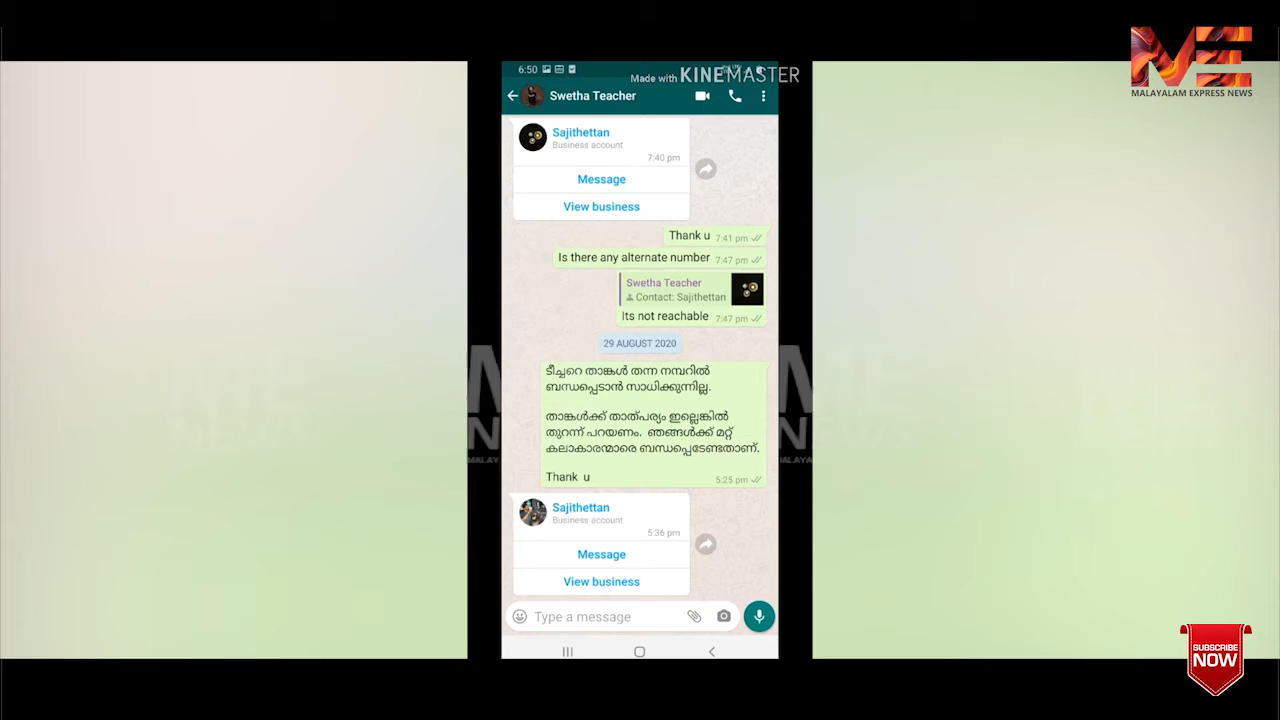 ME
MALAYALAM EXPRESS NEWS
6:50
Made with KINEMASTER
Swetha Teacher
Sajithettan
Business account
7:40 pm
Message
View business
Thank u 7:41 pm
Is there any alternate number 7:47 pm
Swetha Teacher
Contact: Sajithettan
Its not reachable 7:47 pm
29 AUGUST 2020
ടീച്ചറെ താങ്കൾ തന്ന നമ്പറിൽ
ബന്ധപ്പെടാൻ സാധിക്കുന്നില്ല.
താങ്കൾക്ക് താത്പര്യം ഇല്ലെങ്കിൽ
തുറന്ന് പറയണം. ഞങ്ങൾക്ക് മറ്റ്
കലാകാരന്മാരെ ബന്ധപ്പെടേണ്ടതാണ്.
Thank u 5:25 pm
Sajithettan
Business account
5:36 pm
Message
View business
Type a message
SUBSCRIBE
NOW